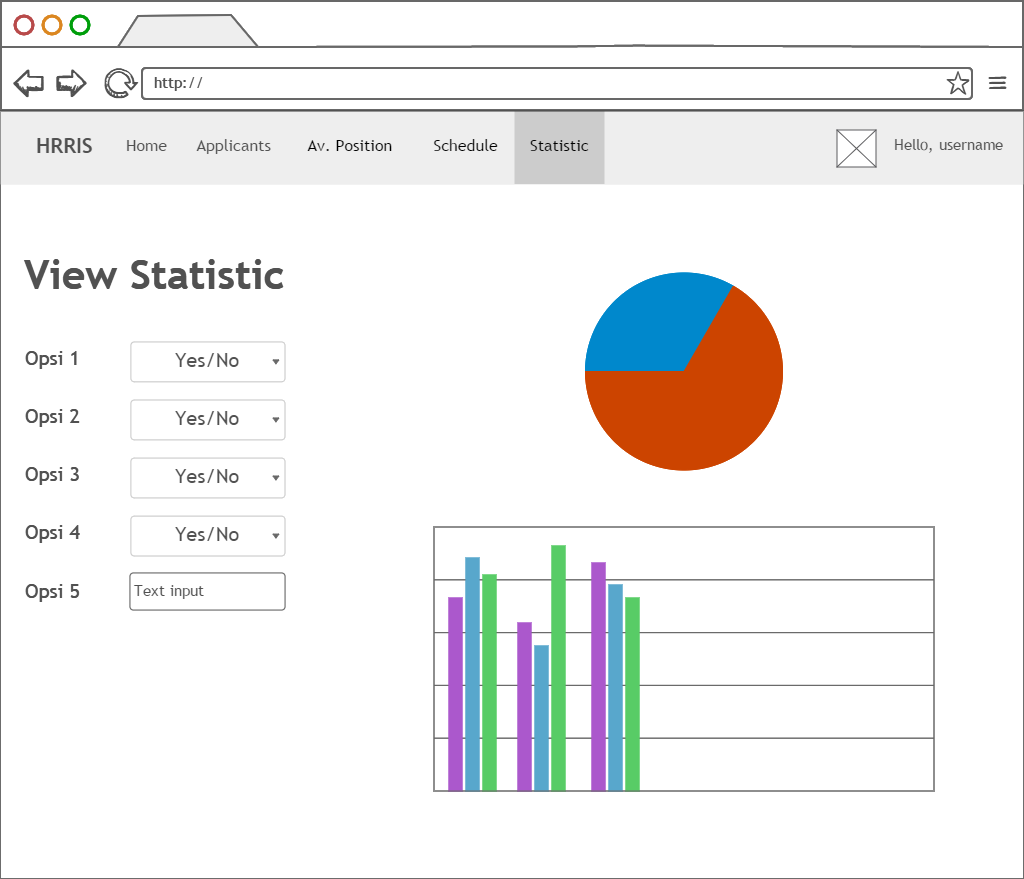 http://
HRRIS Home Applicants Av. Position Schedule Statistic Hello, username
View Statistic
Opsi 1 Yes/No
Opsi 2 Yes/No
Opsi 3 Yes/No
Opsi 4 Yes/No
Opsi 5 Text input